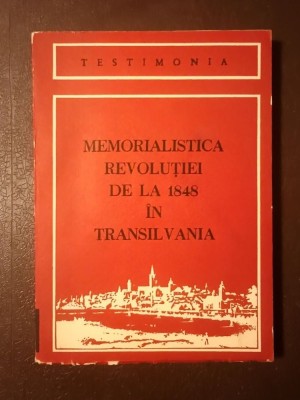 TESTIMONIA
MEMORIALISTICA
REVOLUȚIEI
DE LA 1848
ÎN
TRANSILVANIA